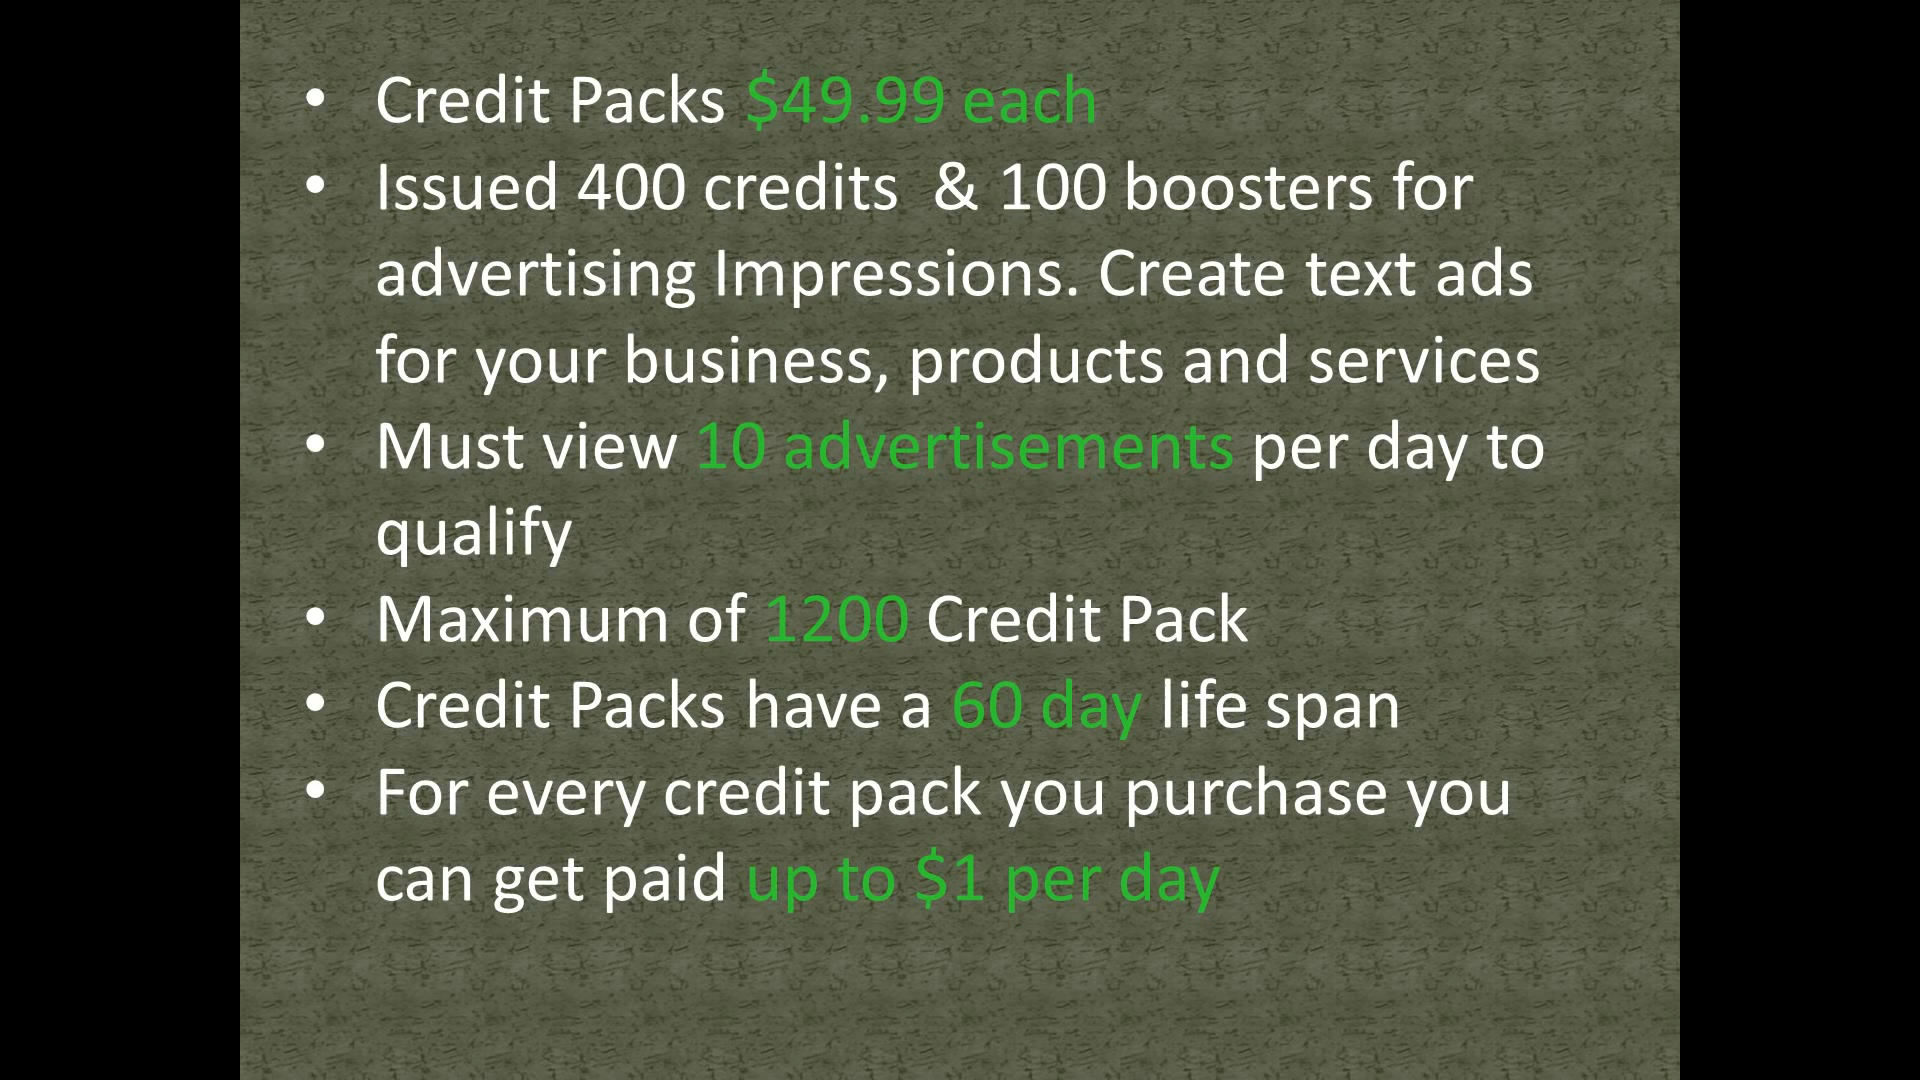 • Credit Packs $49.99 each
• Issued 400 credits  & 100 boosters for
advertising Impressions. Create text ads
for your business, products and services
• Must view 10 advertisements per day to
qualify
• Maximum of 1200 Credit Pack
• Credit Packs have a 60 day life span
• For every credit pack you purchase you
can get paid up to $1 per day